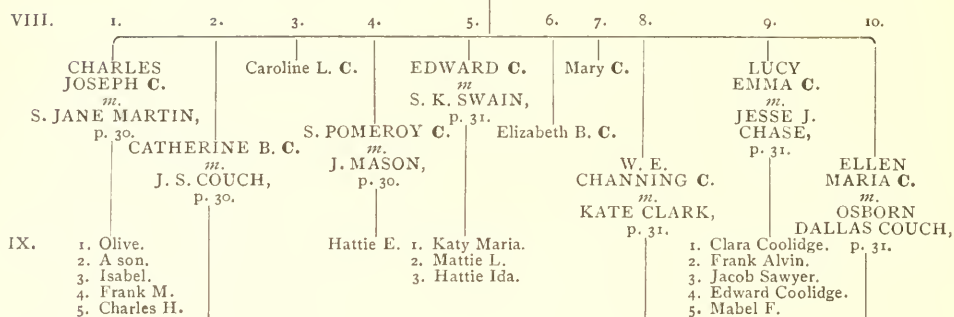 VIII. 1. 2. 3. 4. 5. 6. 7. 8. 9. 10.
CHARLES
JOSEPH C.
m.
S. JANE MARTIN,
p. 30.
CATHERINE B. C.
m.
J. S. COUCH,
p. 30.
Caroline L. C.
S. POMEROY C.
m.
J. MASON,
p. 30.
EDWARD C.
m
S. K. SWAIN,
p. 31.
Elizabeth B. C.
Mary C.
W. E.
CHANNING C.
m.
KATE CLARK,
p. 31.
LUCY
EMMA C.
m.
JESSE J.
CHASE,
p. 31.
ELLEN
MARIA C.
m.
OSBORN
DALLAS COUCH,
p. 31.
IX. 1. Olive.
2. A son.
3. Isabel.
4. Frank M.
5. Charles H.
Hattie E.
1. Katy Maria.
2. Mattie L.
3. Hattie Ida.
1. Clara Coolidge.
2. Frank Alvin.
3. Jacob Sawyer.
4. Edward Coolidge.
5. Mabel F.